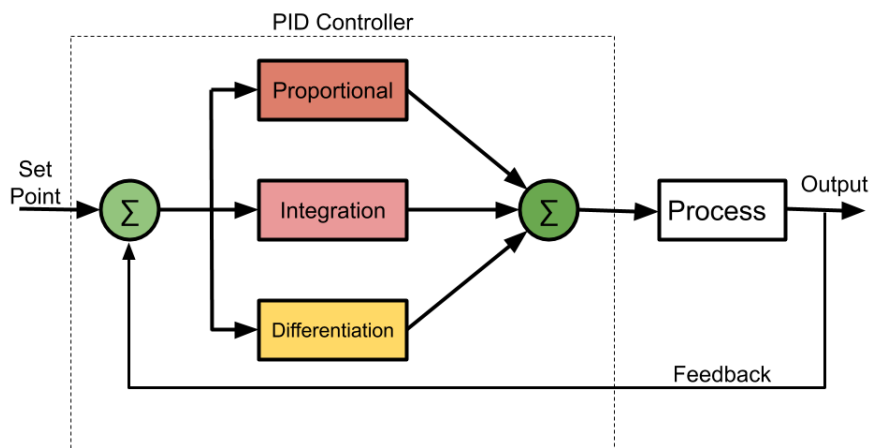 PID Controller
Proportional
Set
Point
Σ
Integration
Σ
Process
Output
Differentiation
Feedback